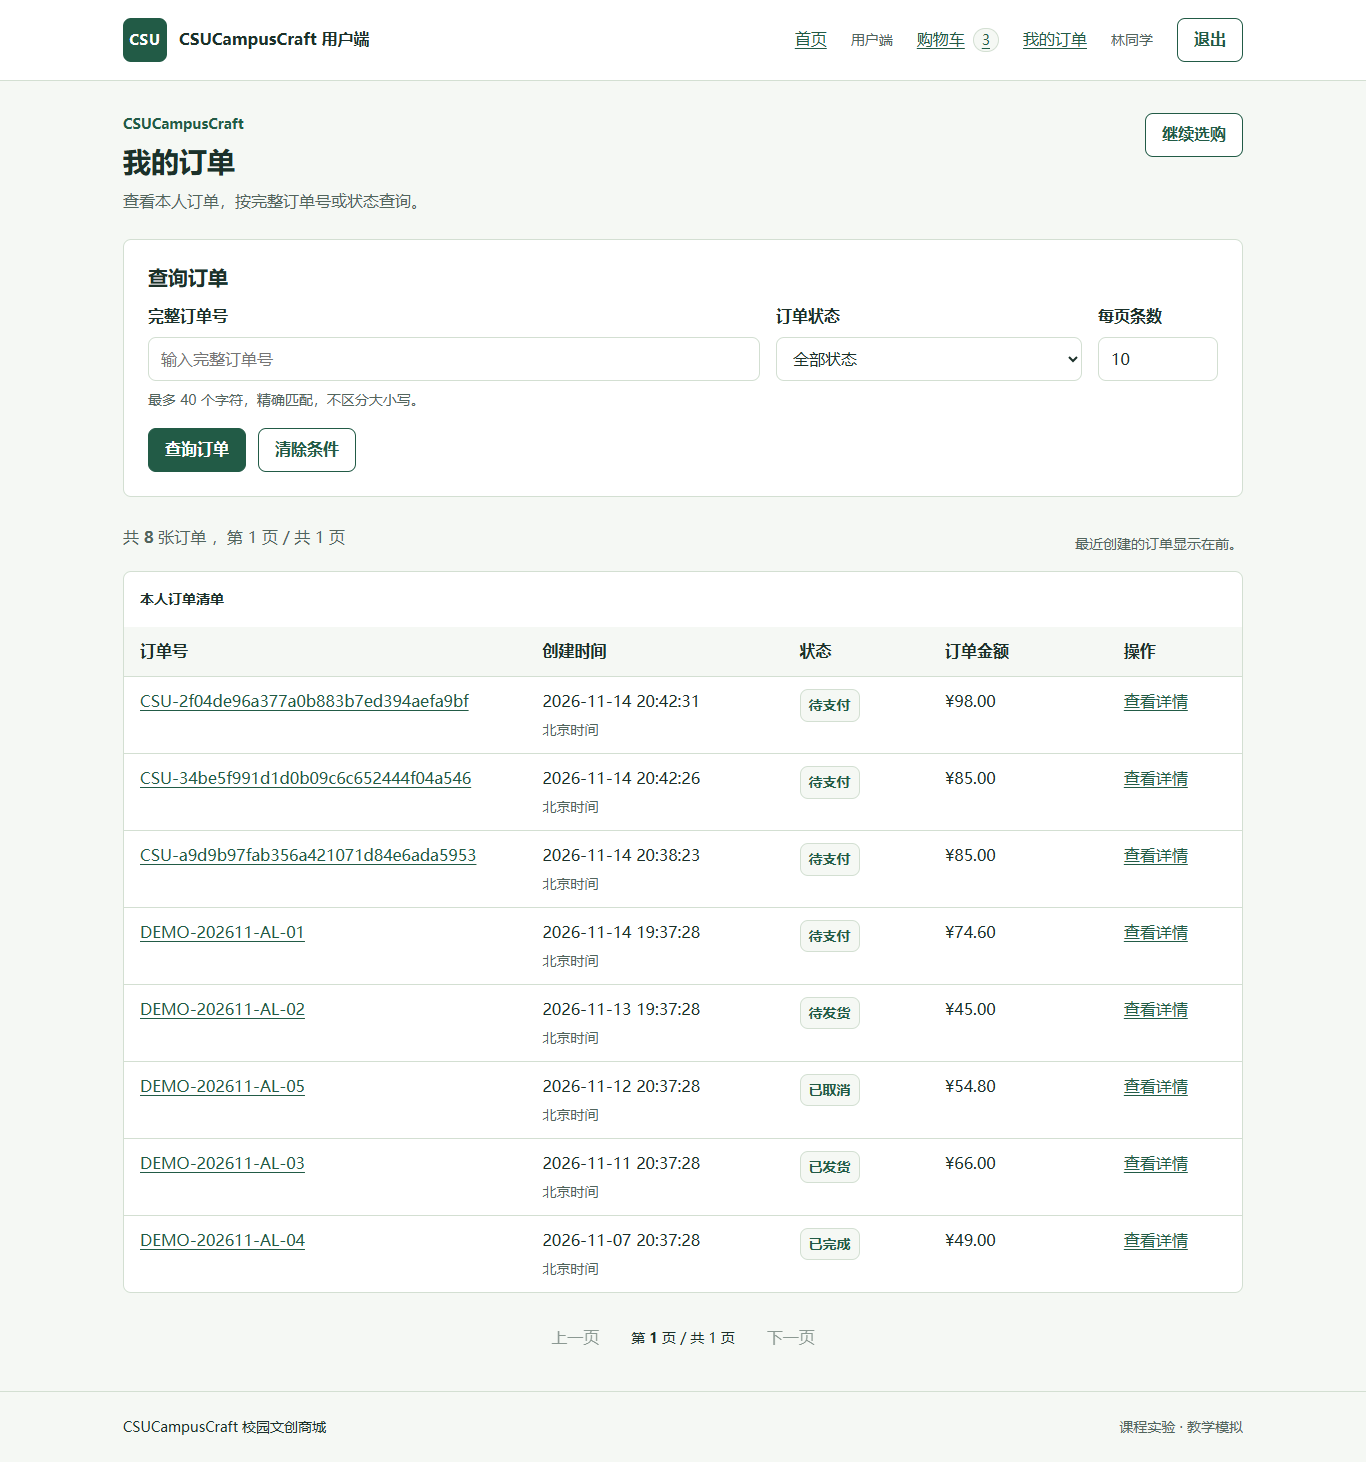 CSU CSUCampusCraft 用户端 首页 用户端 购物车 3 我的订单 林同学 退出
CSUCampusCraft
继续选购
我的订单
查看本人订单，按完整订单号或状态查询。
查询订单
完整订单号 订单状态 每页条数
输入完整订单号 全部状态 10
最多 40 个字符，精确匹配，不区分大小写。
查询订单 清除条件
共 8 张订单，第 1 页 / 共 1 页
最近创建的订单显示在前。
本人订单清单
订单号 创建时间 状态 订单金额 操作
CSU-2f04de96a377a0b883b7ed394aefa9bf 2026-11-14 20:42:31 待支付 ¥98.00 查看详情
北京时间
CSU-34be5f991d1d0b09c6c652444f04a546 2026-11-14 20:42:26 待支付 ¥85.00 查看详情
北京时间
CSU-a9d9b97fab356a421071d84e6ada5953 2026-11-14 20:38:23 待支付 ¥85.00 查看详情
北京时间
DEMO-202611-AL-01 2026-11-14 19:37:28 待支付 ¥74.60 查看详情
北京时间
DEMO-202611-AL-02 2026-11-13 19:37:28 待发货 ¥45.00 查看详情
北京时间
DEMO-202611-AL-05 2026-11-12 20:37:28 已取消 ¥54.80 查看详情
北京时间
DEMO-202611-AL-03 2026-11-11 20:37:28 已发货 ¥66.00 查看详情
北京时间
DEMO-202611-AL-04 2026-11-07 20:37:28 已完成 ¥49.00 查看详情
北京时间
上一页 第 1 页 / 共 1 页 下一页
CSUCampusCraft 校园文创商城 课程实验 · 教学模拟